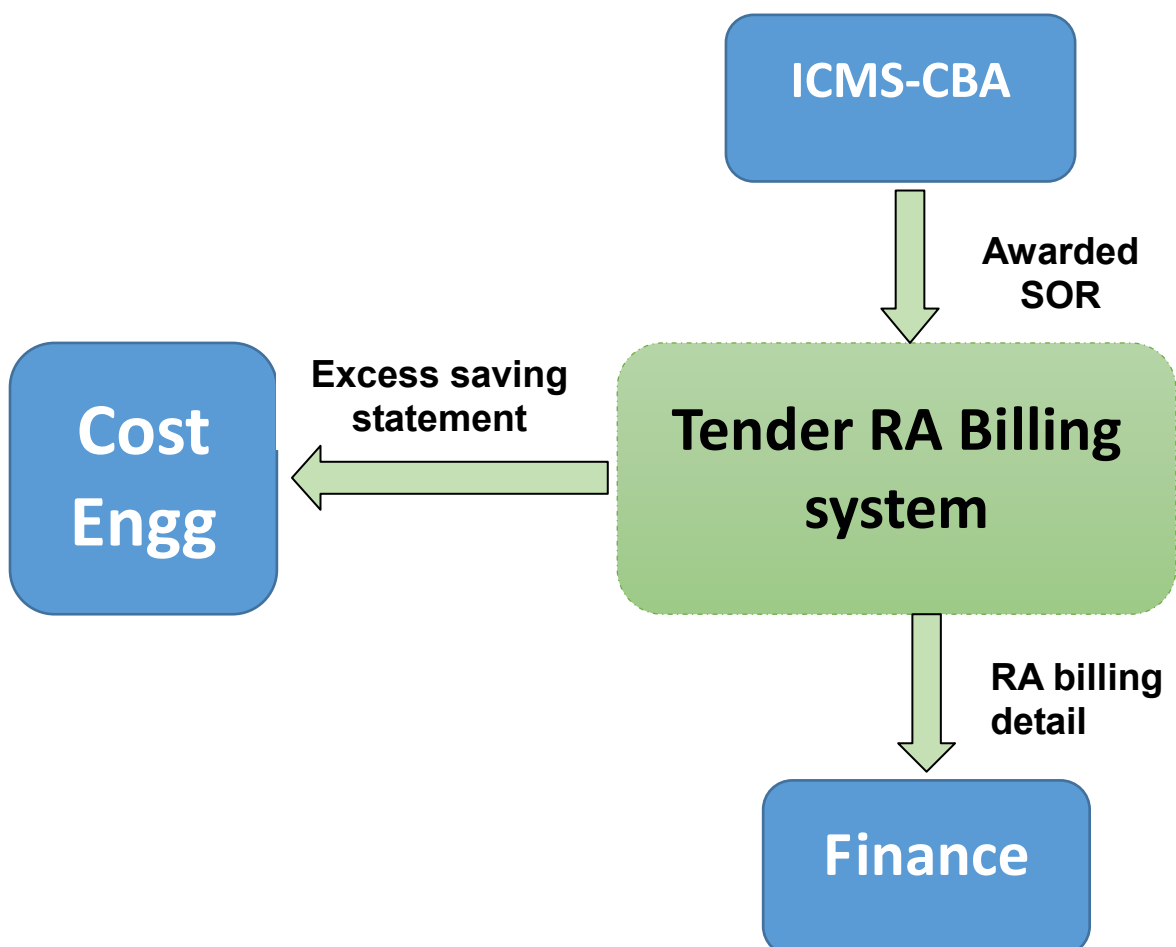 ICMS-CBA
Awarded
SOR
Excess saving
statement
Cost
Engg
Tender RA Billing
system
RA billing
detail
Finance